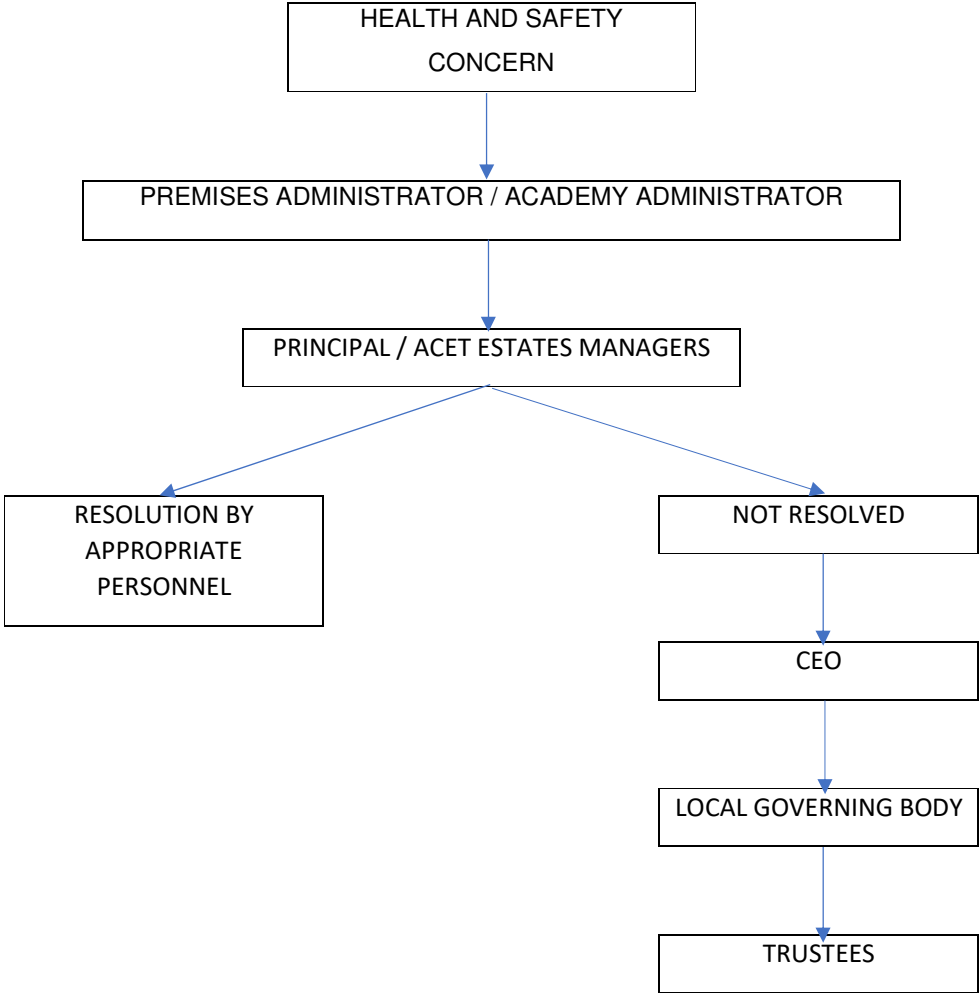 HEALTH AND SAFETY
CONCERN
PREMISES ADMINISTRATOR / ACADEMY ADMINISTRATOR
PRINCIPAL / ACET ESTATES MANAGERS
RESOLUTION BY
APPROPRIATE
PERSONNEL
NOT RESOLVED
CEO
LOCAL GOVERNING BODY
TRUSTEES